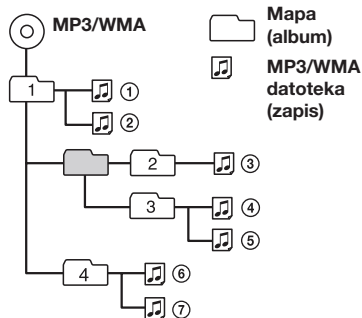 MP3/WMA
Mapa
(album)
MP3/WMA
datoteka
(zapis)
1
①
②
2
③
3
④
⑤
4
⑥
⑦